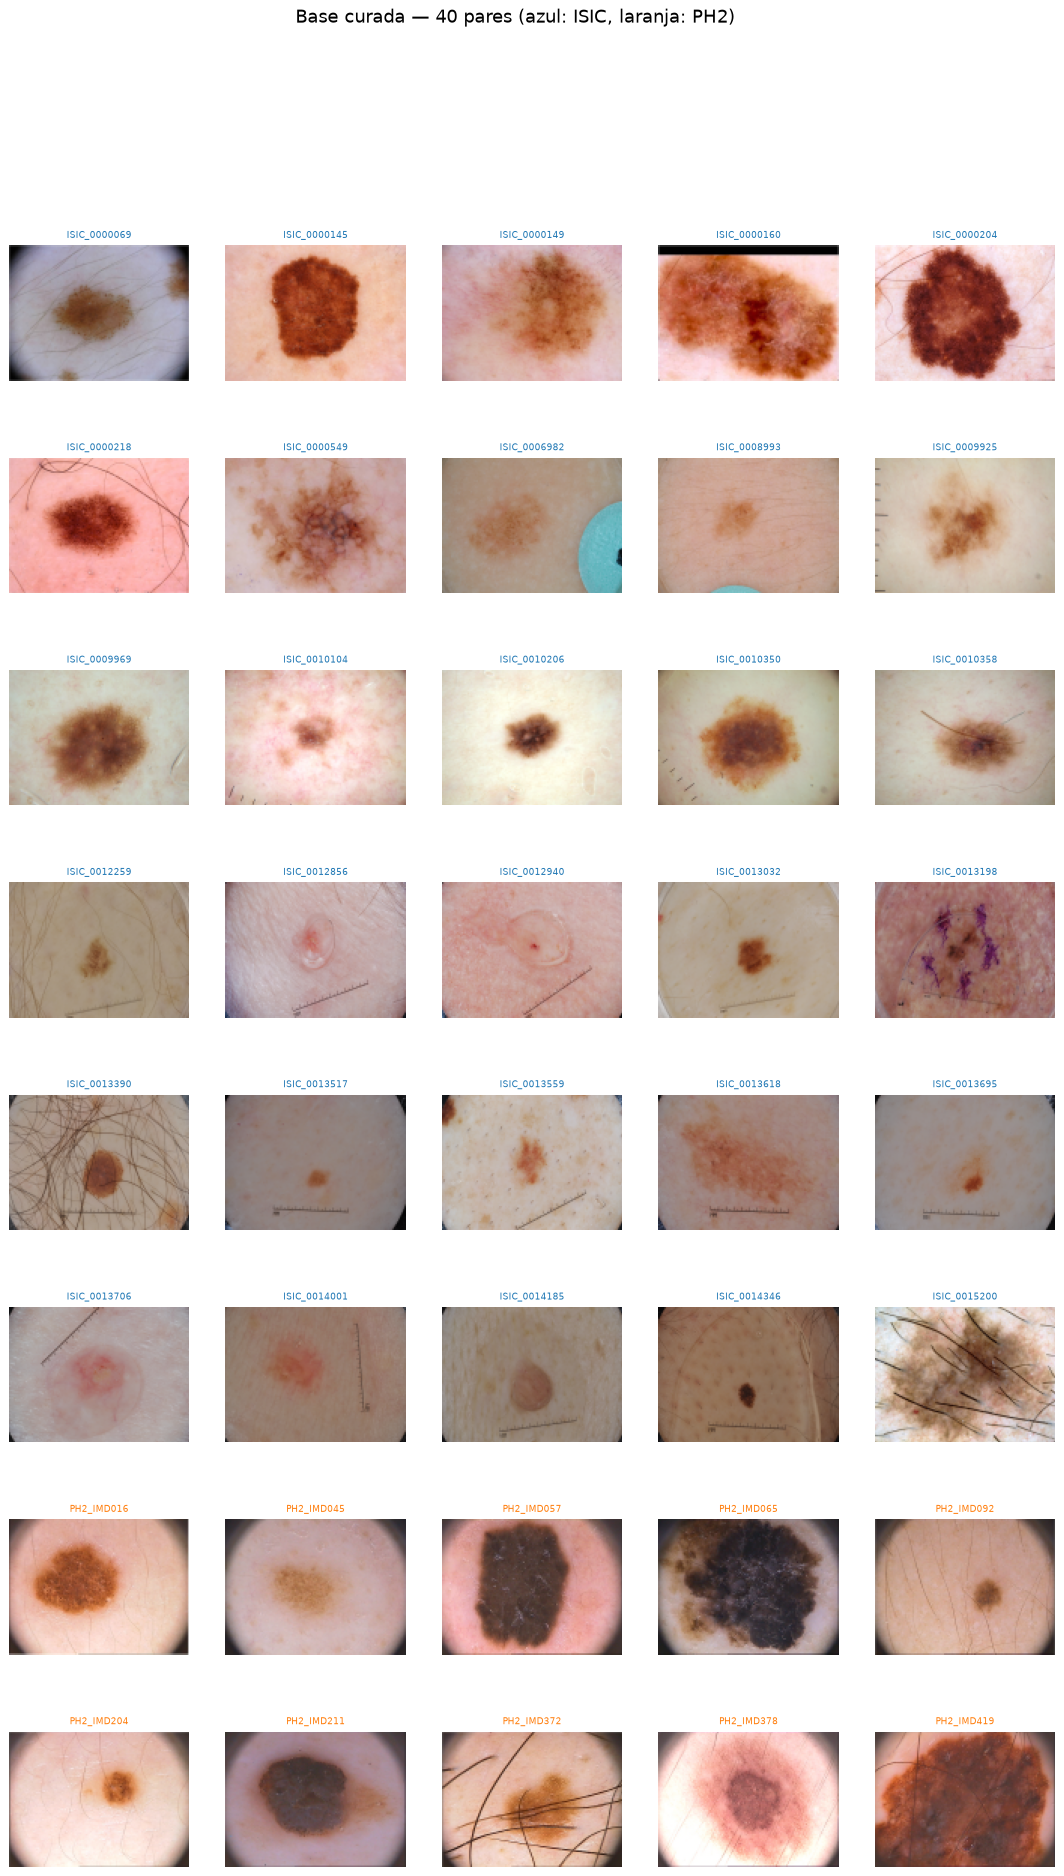 Base curada — 40 pares (azul: ISIC, laranja: PH2)
ISIC_0000069 ISIC_0000145 ISIC_0000149 ISIC_0000160 ISIC_0000204
ISIC_0000218 ISIC_0000549 ISIC_0006982 ISIC_0008993 ISIC_0009925
ISIC_0009969 ISIC_0010104 ISIC_0010206 ISIC_0010350 ISIC_0010358
ISIC_0012259 ISIC_0012856 ISIC_0012940 ISIC_0013032 ISIC_0013198
ISIC_0013390 ISIC_0013517 ISIC_0013559 ISIC_0013618 ISIC_0013695
ISIC_0013706 ISIC_0014001 ISIC_0014185 ISIC_0014346 ISIC_0015200
PH2_IMD016 PH2_IMD045 PH2_IMD057 PH2_IMD065 PH2_IMD092
PH2_IMD204 PH2_IMD211 PH2_IMD372 PH2_IMD378 PH2_IMD419